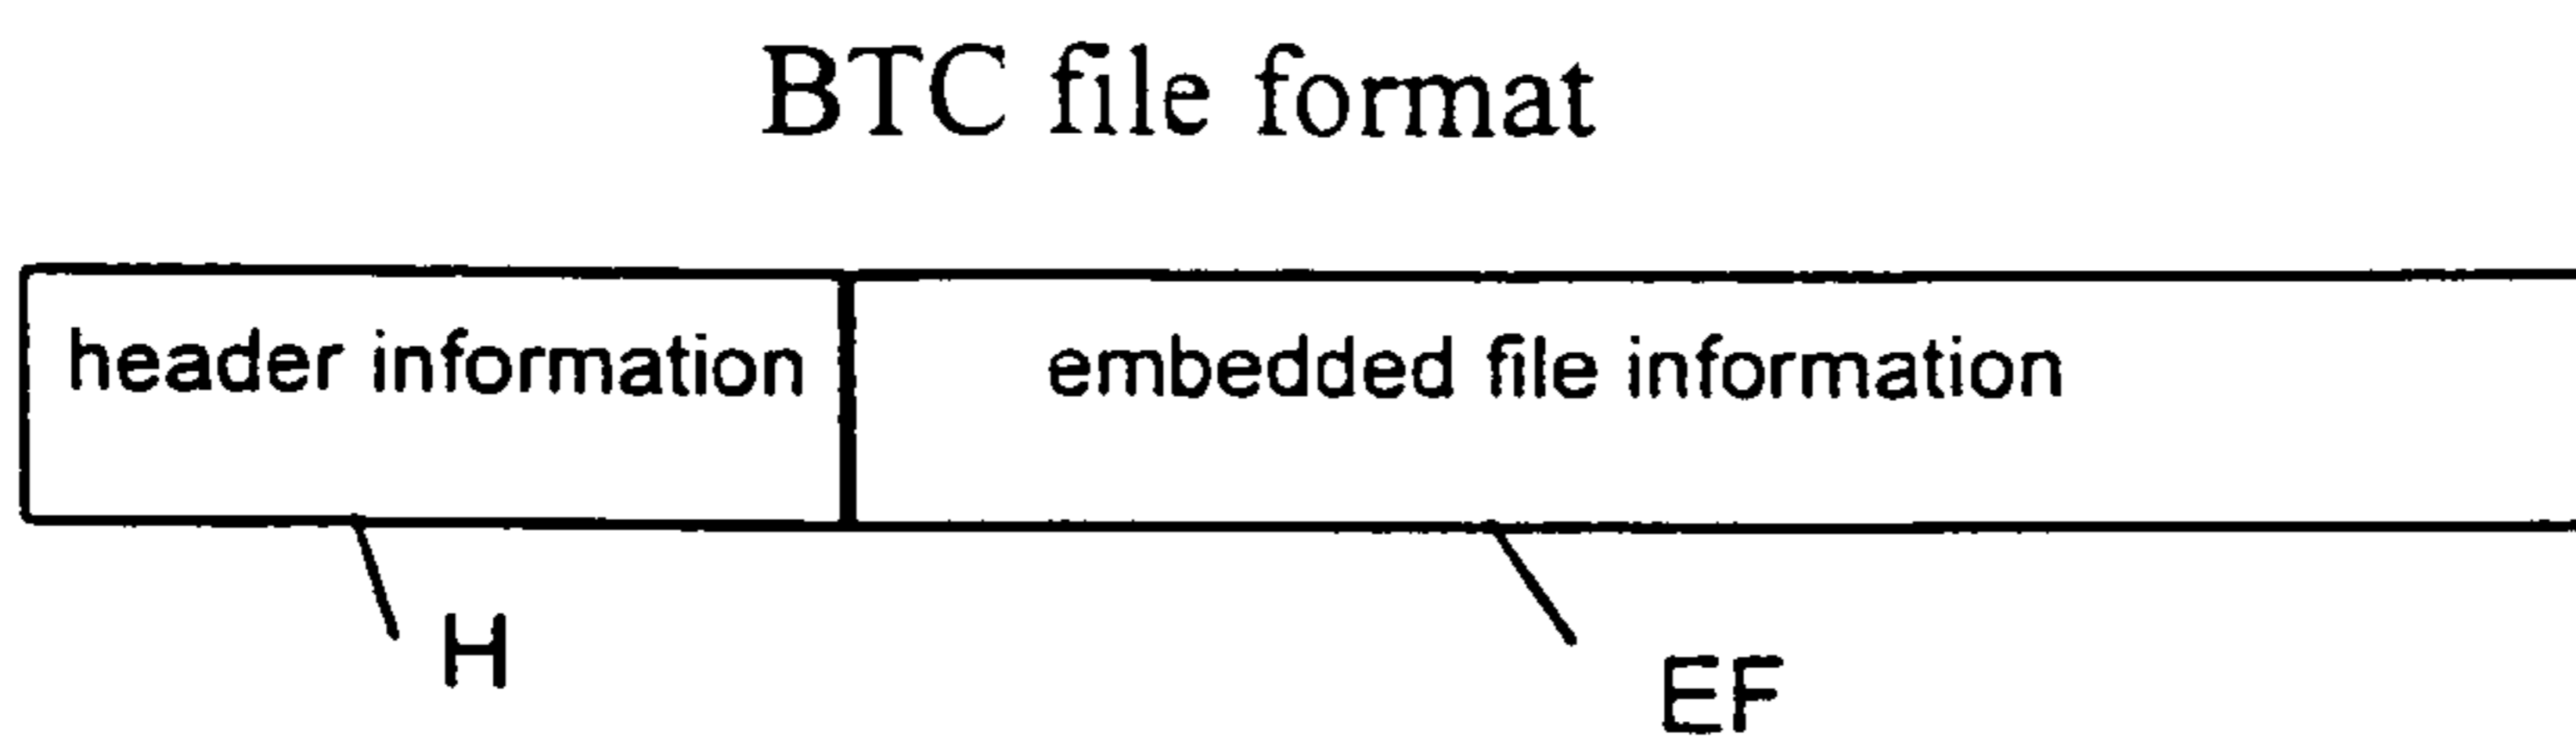 BTC file format
header information
embedded file information
H
EF